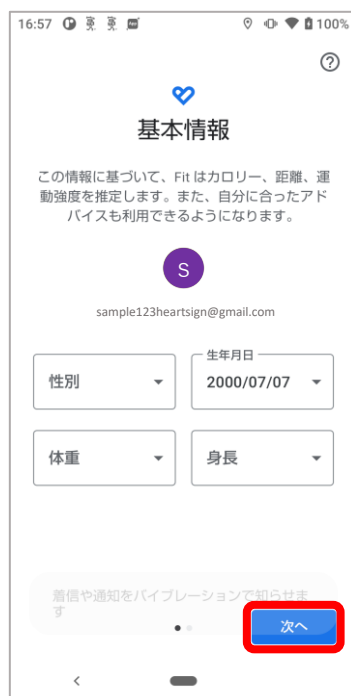 16:57
100%
基本情報
この情報に基づいて、Fit はカロリー、距離、運
動強度を推定します。また、自分に合ったアド
バイスも利用できるようになります。
S
sample123heartsign@gmail.com
性別
生年月日
2000/07/07
体重
身長
着信や通知をバイブレーションで知らせま
す
次へ